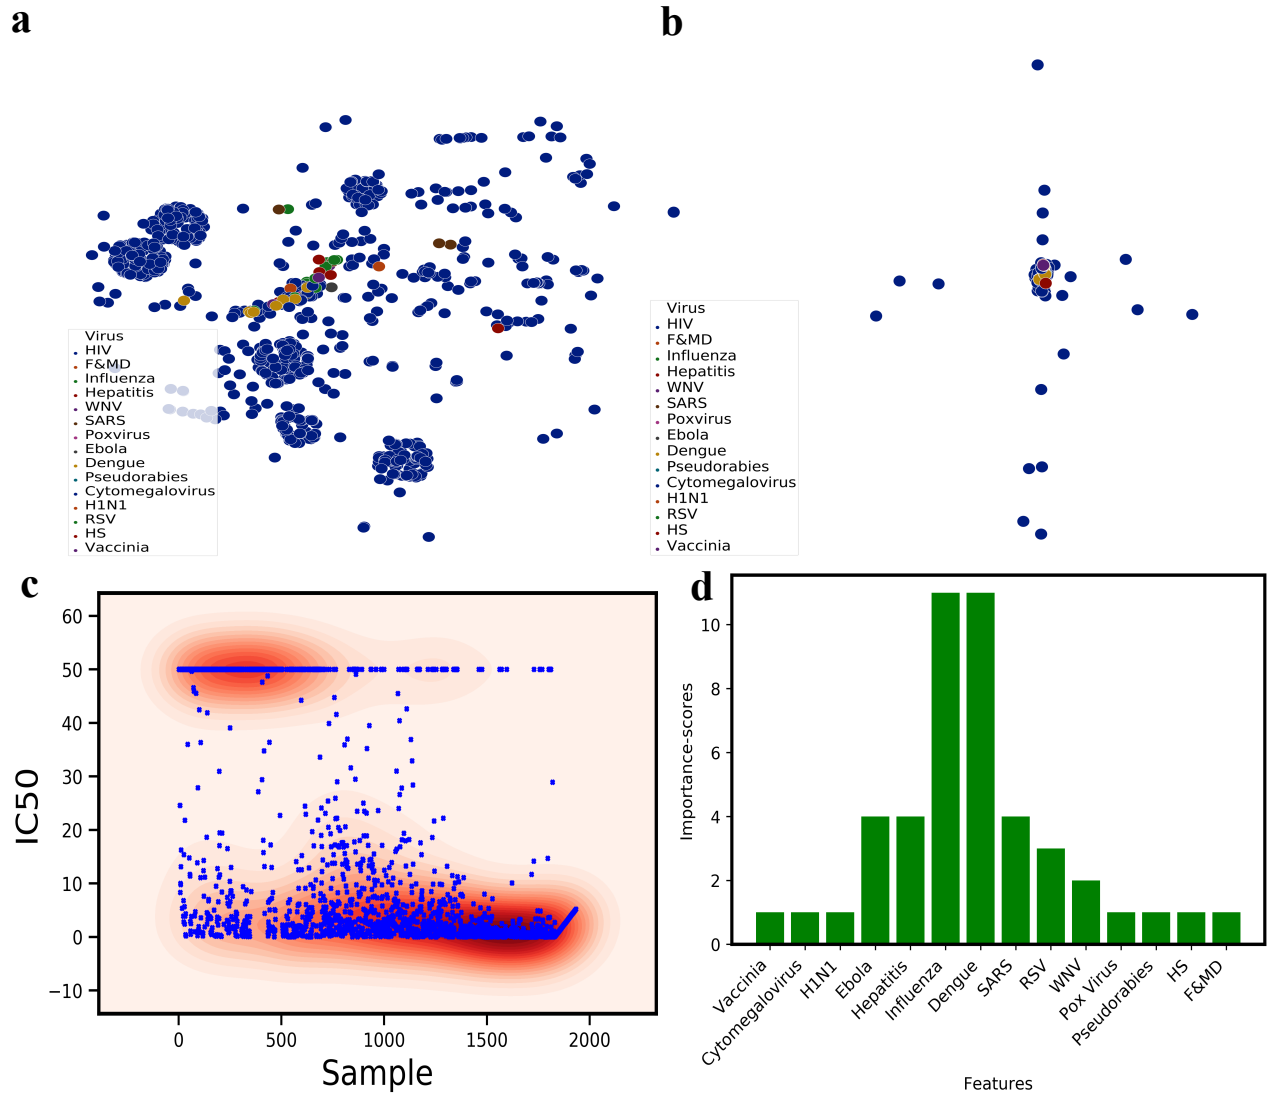 a
Virus
HIV
F&MD
Influenza
Hepatitis
WNV
SARS
Poxvirus
Ebola
Dengue
Pseudorabies
Cytomegalovirus
H1N1
RSV
HS
Vaccinia
b
Virus
HIV
F&MD
Influenza
Hepatitis
WNV
SARS
Poxvirus
Ebola
Dengue
Pseudorabies
Cytomegalovirus
H1N1
RSV
HS
Vaccinia
c
60
50
40
30
20
10
0
−10
IC50
0 500 1000 1500 2000
Sample
d
10
8
6
4
2
0
Importance-scores
Vaccinia
Cytomegalovirus
H1N1
Ebola
Hepatitis
Influenza
Dengue
SARS
RSV
WNV
Pox Virus
Pseudorabies
HS
F&MD
Features